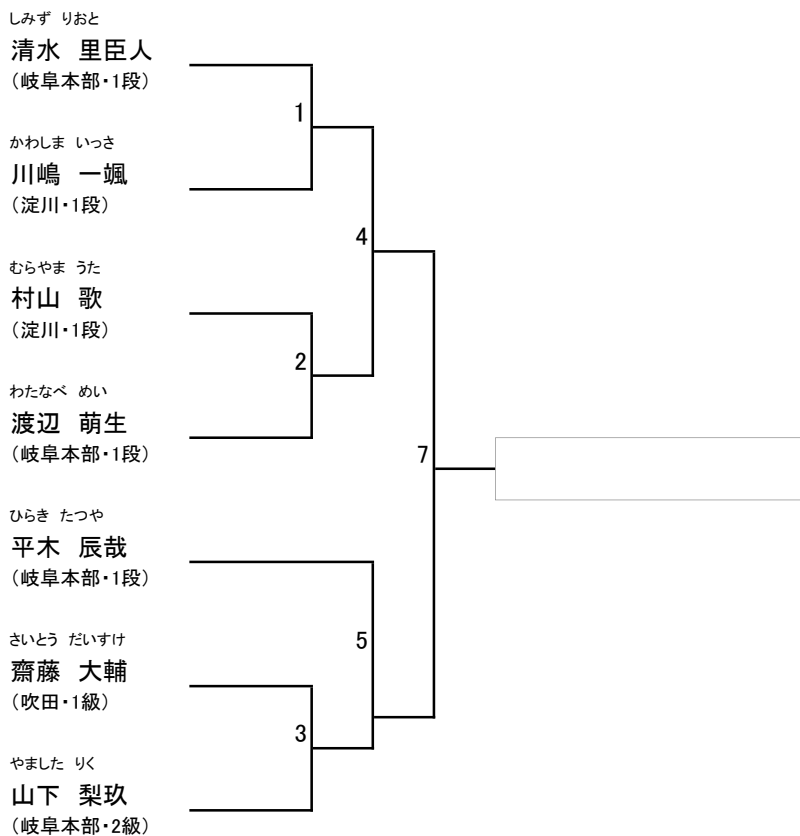 しみず りおと
清水 里臣人
（岐阜本部・1段）
1
かわしま いっさ
川嶋 一颯
（淀川・1段）
4
むらやま うた
村山 歌
（淀川・1段）
2
わたなべ めい
渡辺 萌生
（岐阜本部・1段）
7
ひらき たつや
平木 辰哉
（岐阜本部・1段）
5
さいとう だいすけ
齋藤 大輔
（吹田・1級）
3
やました りく
山下 梨玖
（岐阜本部・2級）